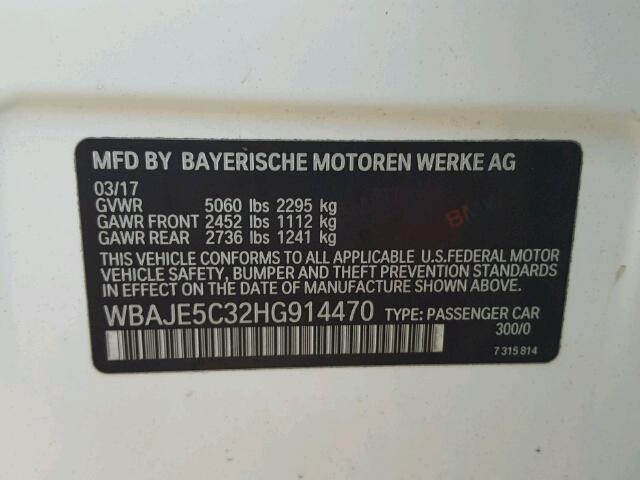 MFD BY BAYERISCHE MOTOREN WERKE AG
03/17
GVWR 5060 lbs 2295 kg
GAWR FRONT 2452 lbs 1112 kg
GAWR REAR 2736 lbs 1241 kg
THIS VEHICLE CONFORMS TO ALL APPLICABLE U.S.FEDERAL MOTOR
VEHICLE SAFETY, BUMPER AND THEFT PREVENTION STANDARDS
IN EFFECT ON THE DATE OF MANUFACTURE SHOWN ABOVE.
WBAJE5C32HG914470 TYPE: PASSENGER CAR
300/0
7 315 814